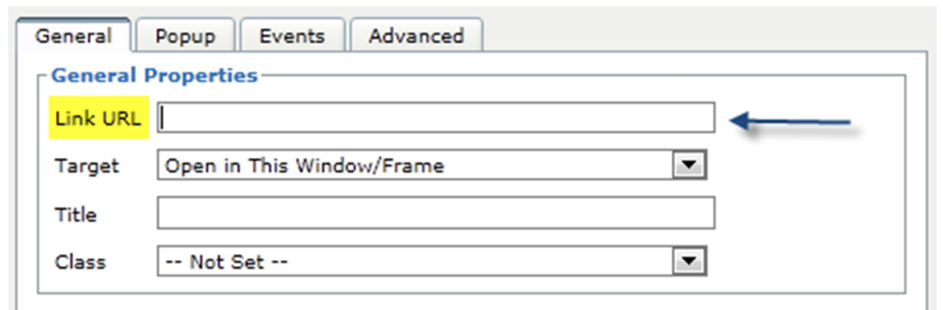 General Popup Events Advanced
General Properties
Link URL
Target Open in This Window/Frame
Title
Class -- Not Set --